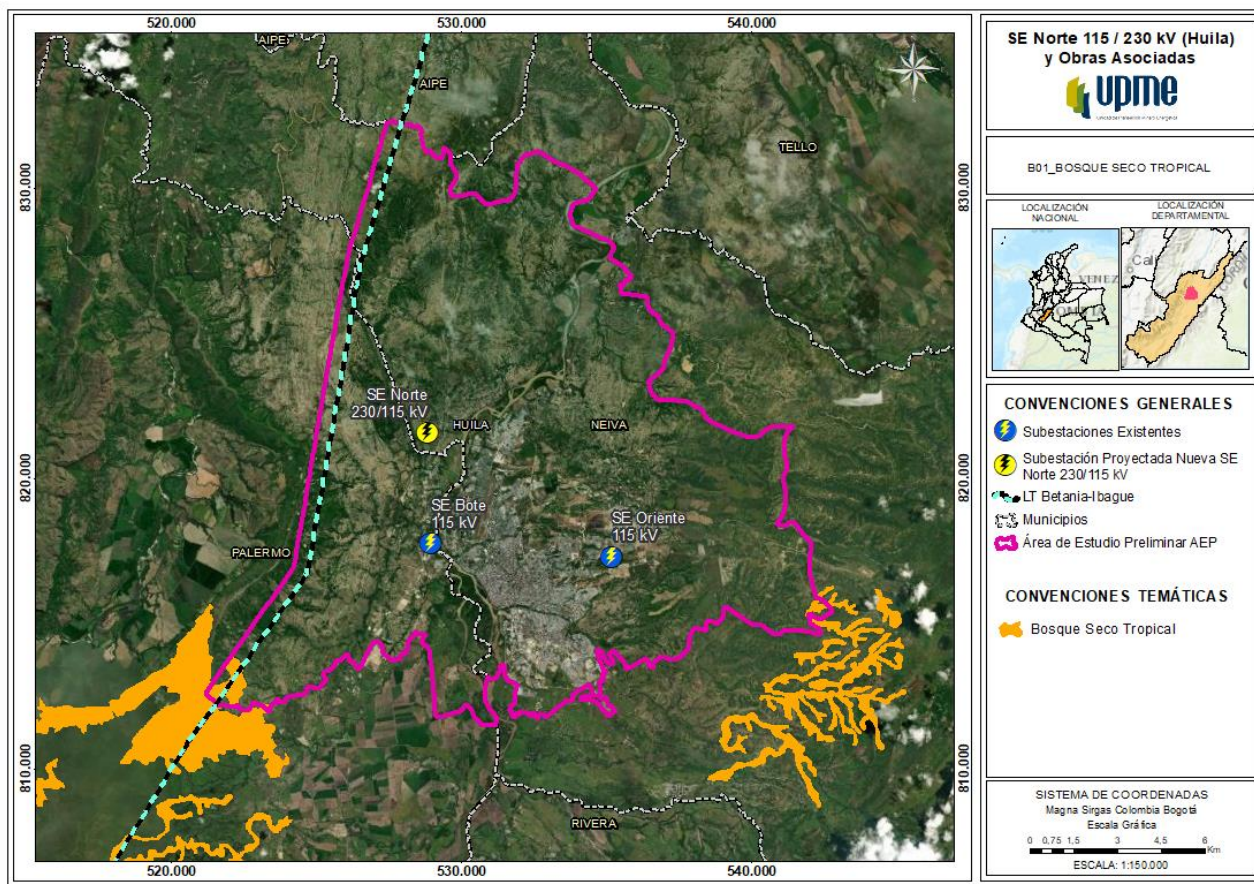 520.000
530.000
540.000
AIPE
AIPE
TELLO
830.000
830.000
SE Norte
230/115 kV
HUILA
NEIVA
820.000
820.000
SE Bote
115 kV
SE Oriente
115 kV
PALERMO
810.000
810.000
RIVERA
520.000
530.000
540.000
SE Norte 115 / 230 kV (Huila)
y Obras Asociadas
upme
B01_BOSQUE SECO TROPICAL
LOCALIZACIÓN
NACIONAL
LOCALIZACIÓN
DEPARTAMENTAL
VENEZ
Cali
CONVENCIONES GENERALES
Subestaciones Existentes
Subestación Proyectada Nueva SE
Norte 230/115 kV
LT Betania-Ibague
Municipios
Área de Estudio Preliminar AEP
CONVENCIONES TEMÁTICAS
Bosque Seco Tropical
SISTEMA DE COORDENADAS
Magna Sirgas Colombia Bogotá
Escala Gráfica
0 0,75 1,5 3 4,5 6
Km
ESCALA: 1:150.000